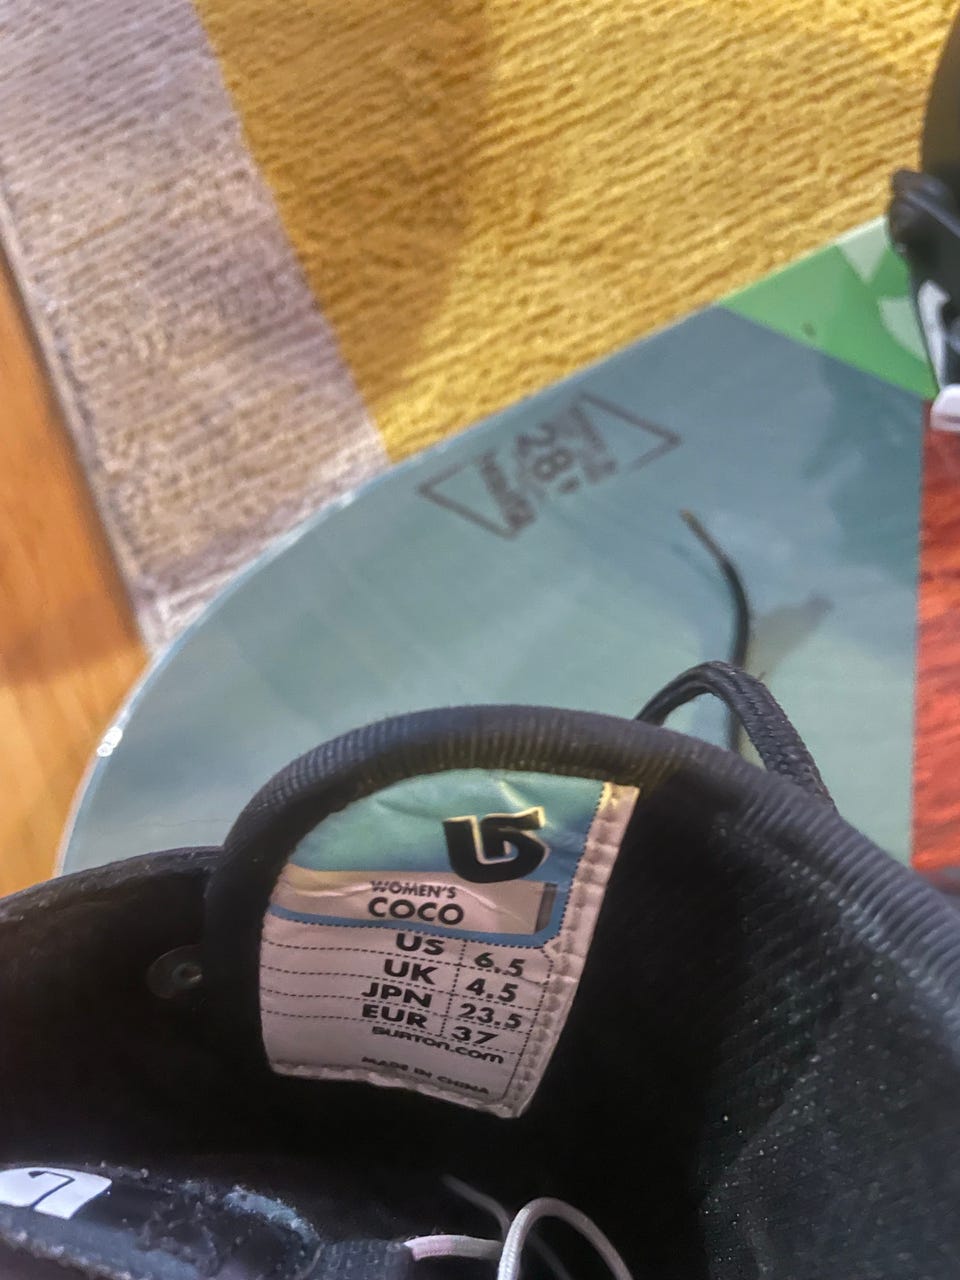 WOMEN'S
COCO
US 6.5
UK 4.5
JPN 23.5
EUR 37
BURTON.COM
MADE IN CHINA